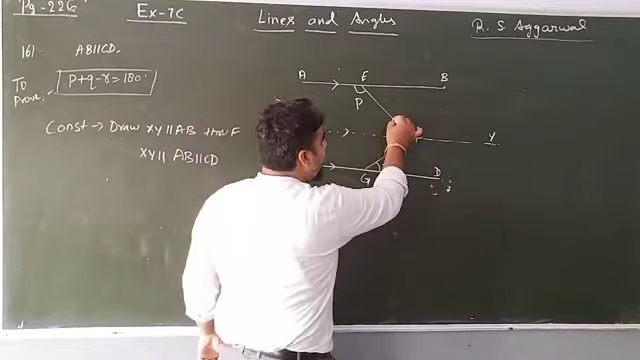 Pg - 226
Ex-7C
Lines and Angles
R. S Aggarwal
16).
AB||CD.
To Prove.
P+q-r=180°
Const → Draw XY||AB thro F
XY|| AB||CD
A
E
B
P
Y
G
D